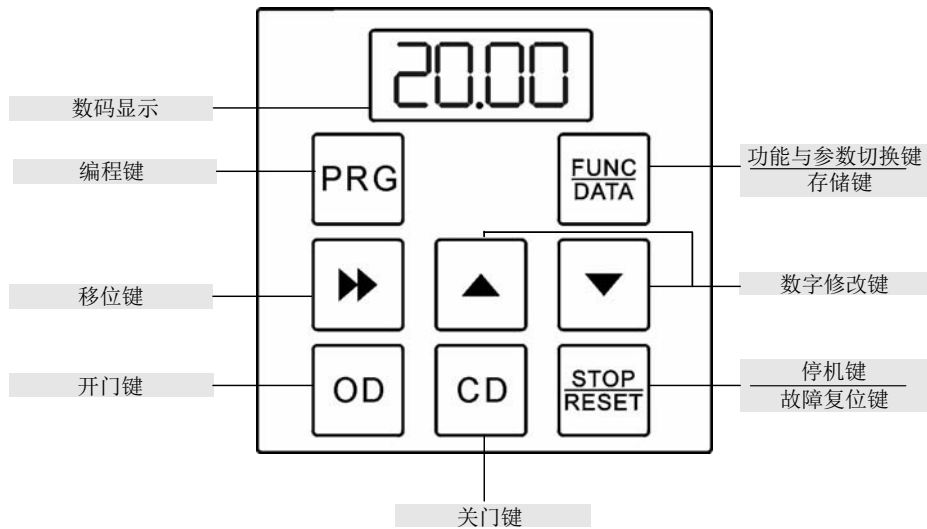 20.00
数码显示
编程键
PRG
FUNC
DATA
功能与参数切换键
存储键
移位键
数字修改键
开门键
OD
CD
STOP
RESET
停机键
故障复位键
关门键